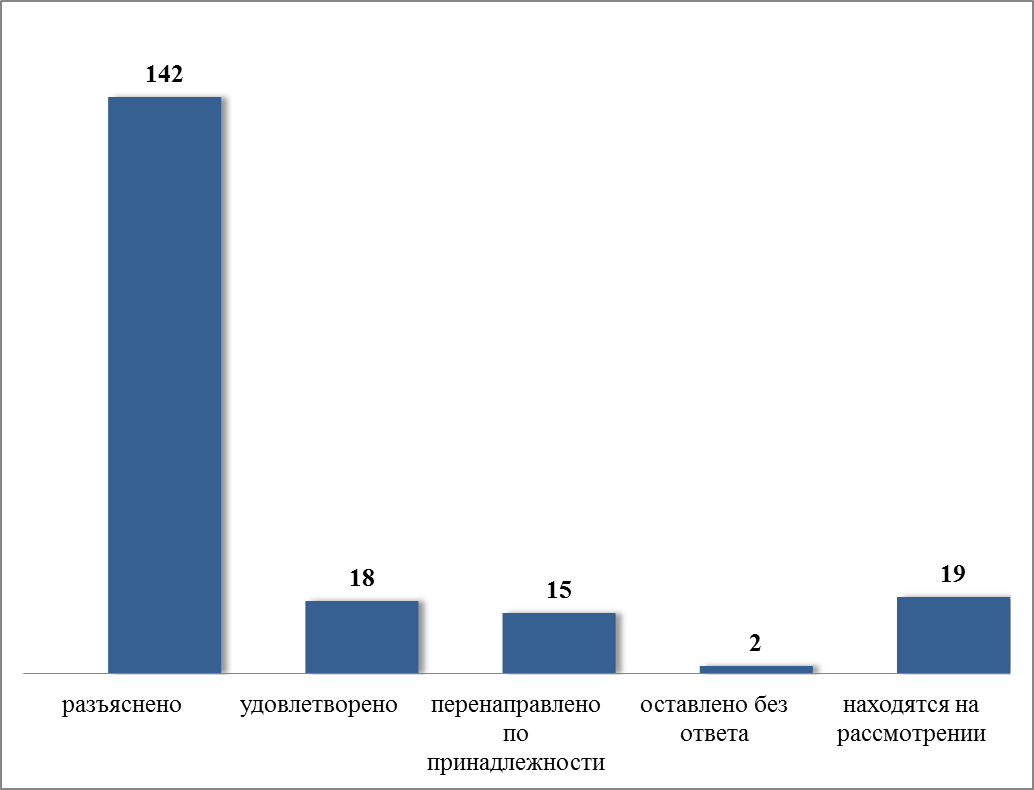 142
18
15
2
19
разъяснено
удовлетворено
перенаправлено
по
принадлежности
оставлено без
ответа
находятся на
рассмотрении